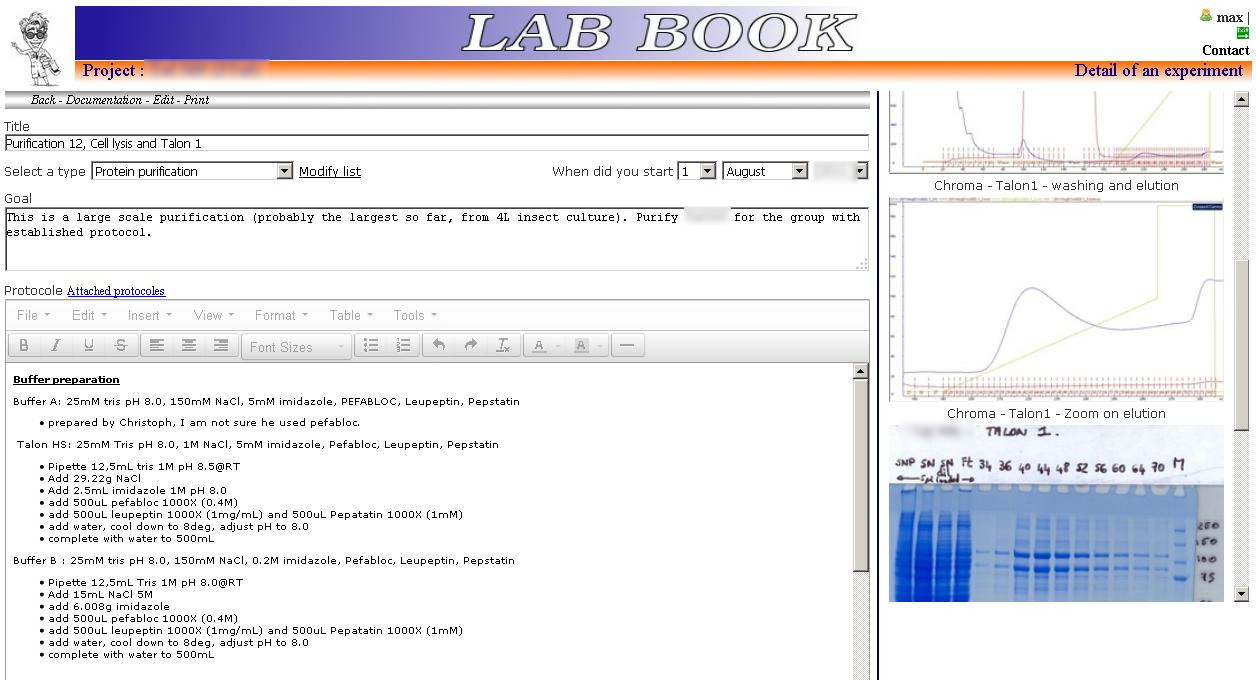 LAB BOOK
max |
Exit
Contact
Project :
Detail of an experiment
Back - Documentation - Edit - Print
Title
Purification 12, Cell lysis and Talon 1
Select a type Protein purification Modify list When did you start 1 August
Goal
This is a large scale purification (probably the largest so far, from 4L insect culture). Purify for the group with
established protocol.
Protocole Attached protocoles
File Edit Insert View Format Table Tools
B I U S Font Sizes A A
Buffer preparation
Buffer A: 25mM tris pH 8.0, 150mM NaCl, 5mM imidazole, PEFABLOC, Leupeptin, Pepstatin
• prepared by Christoph, I am not sure he used pefabloc.
Talon HS: 25mM Tris pH 8.0, 1M NaCl, 5mM imidazole, Pefabloc, Leupeptin, Pepstatin
• Pipette 12,5mL tris 1M pH 8.5@RT
• Add 29.22g NaCl
• Add 2.5mL imidazole 1M pH 8.0
• add 500uL pefabloc 1000X (0.4M)
• add 500uL leupeptin 1000X (1mg/mL) and 500uL Pepatatin 1000X (1mM)
• add water, cool down to 8deg, adjust pH to 8.0
• complete with water to 500mL
Buffer B : 25mM tris pH 8.0, 150mM NaCl, 0.2M imidazole, Pefabloc, Leupeptin, Pepstatin
• Pipette 12,5mL Tris 1M pH 8.0@RT
• Add 15mL NaCl 5M
• add 6.008g imidazole
• add 500uL pefabloc 1000X (0.4M)
• add 500uL leupeptin 1000X (1mg/mL) and 500uL Pepatatin 1000X (1mM)
• add water, cool down to 8deg, adjust pH to 8.0
• complete with water to 500mL
Chroma - Talon1 - washing and elution
Chroma - Talon1 - Zoom on elution
TALON 1.
SNP SN SN Ft 34 36 40 44 48 52 56 60 64 70 M
250
150
100
75